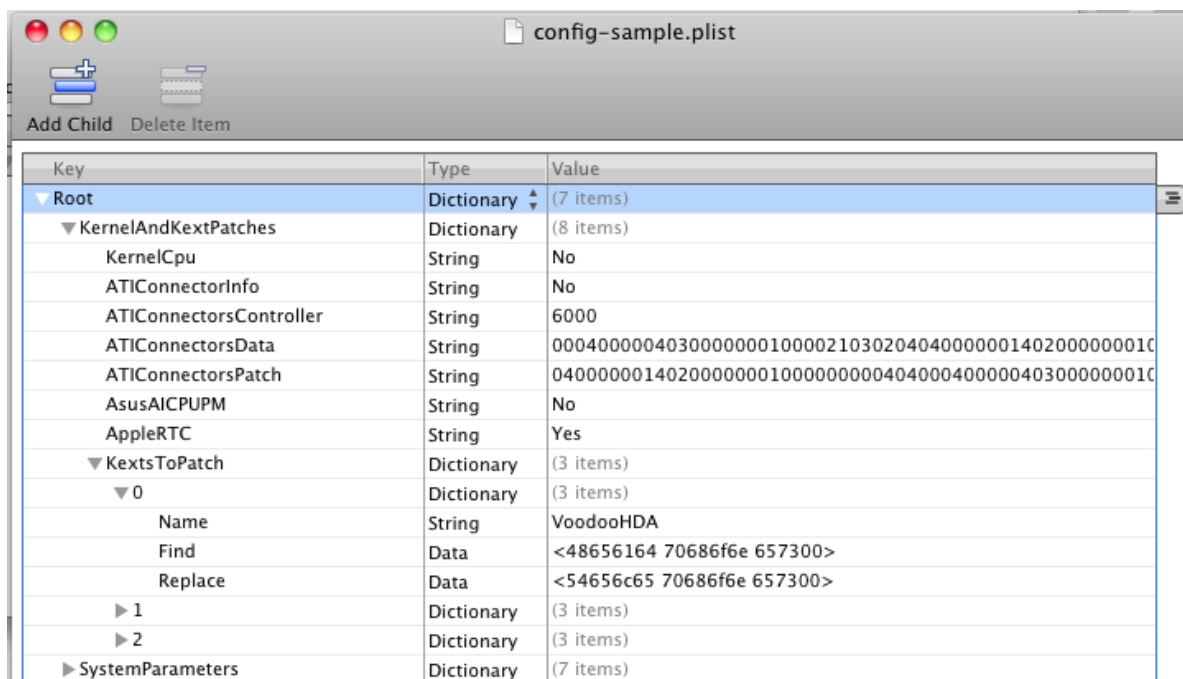 config-sample.plist
Add Child Delete Item
Key Type Value
Root Dictionary (7 items)
KernelAndKextPatches Dictionary (8 items)
KernelCpu String No
ATIConnectorInfo String No
ATIConnectorsController String 6000
ATIConnectorsData String 00040000040300000001000021030204040000001402000000010
ATIConnectorsPatch String 04000000140200000001000000000404000400000403000000010
AsusAICPUPM String No
AppleRTC String Yes
KextsToPatch Dictionary (3 items)
0 Dictionary (3 items)
Name String VoodooHDA
Find Data <48656164 70686f6e 657300>
Replace Data <54656c65 70686f6e 657300>
1 Dictionary (3 items)
2 Dictionary (3 items)
SystemParameters Dictionary (7 items)